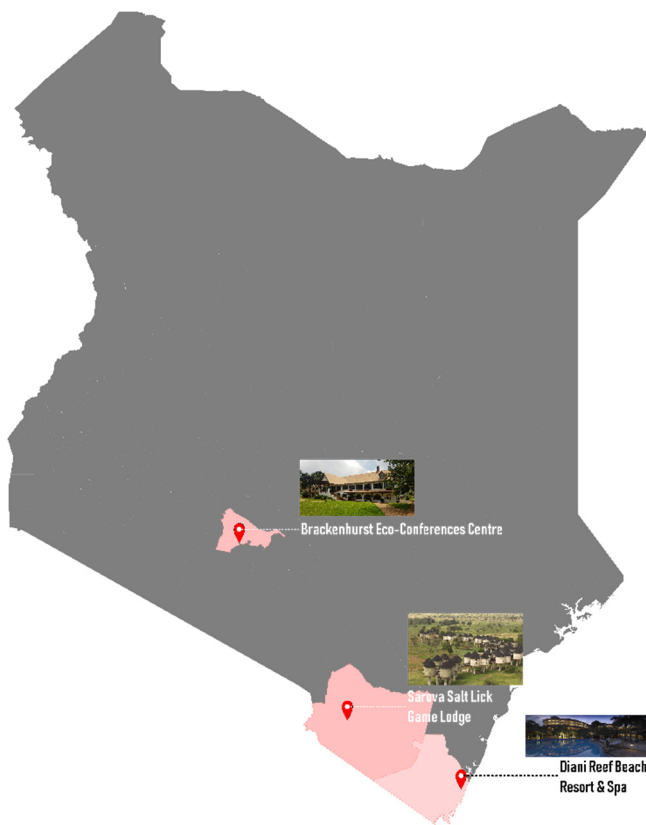 Brackenhurst Eco-Conferences Centre
Sarova Salt Lick
Game Lodge
Diani Reef Beach
Resort & Spa